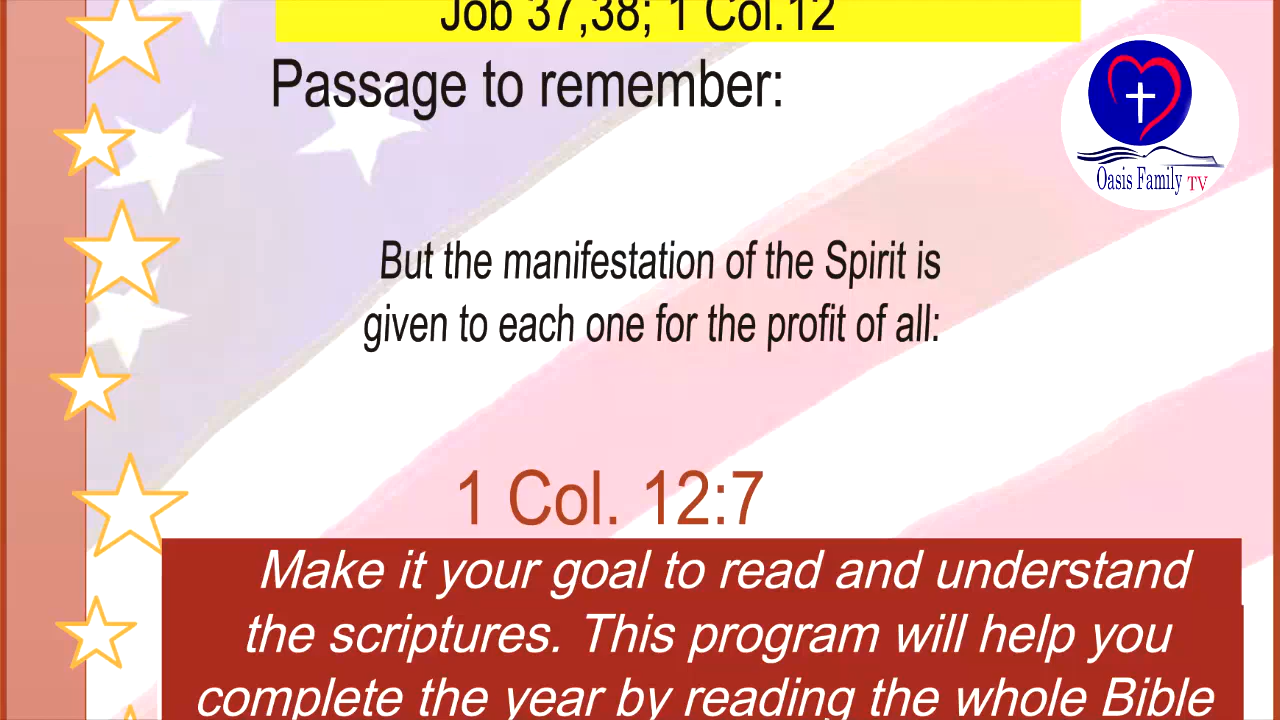 Job 37,38; 1 Col.12
Passage to remember:
Oasis Family TV
But the manifestation of the Spirit is
given to each one for the profit of all:
1 Col. 12:7
Make it your goal to read and understand
the scriptures. This program will help you
complete the year by reading the whole Bible